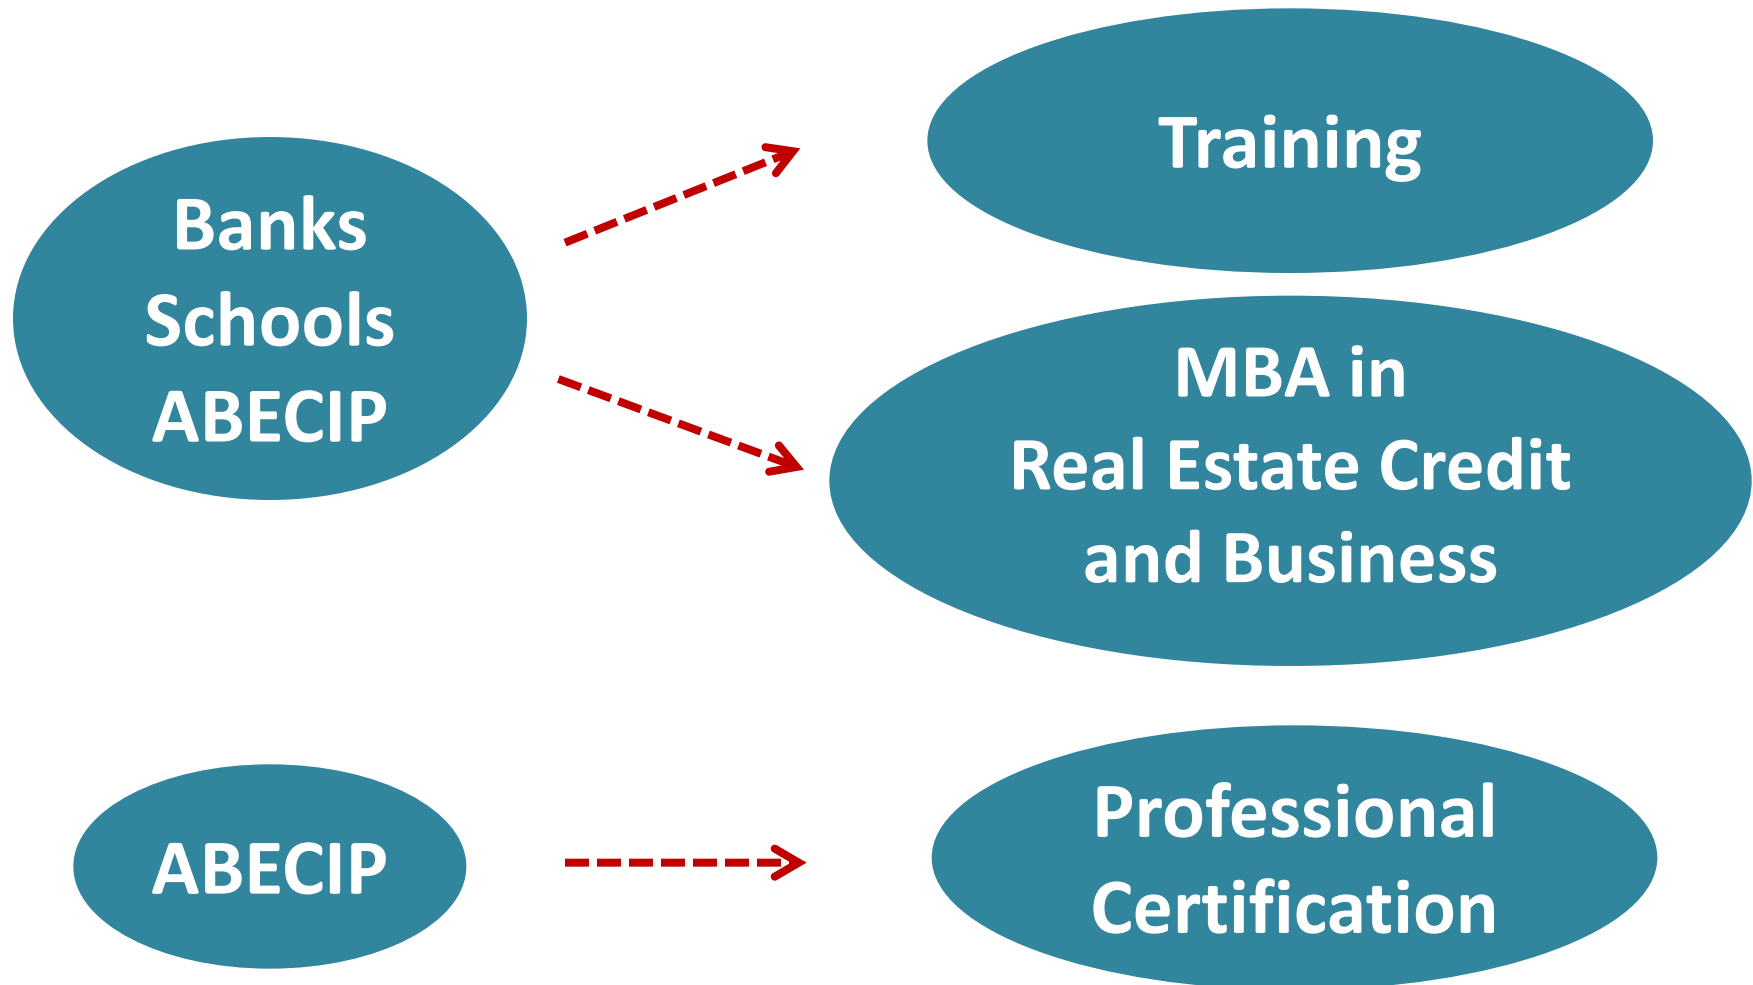 Banks
Schools
ABECIP
Training
MBA in
Real Estate Credit
and Business
ABECIP
Professional
Certification